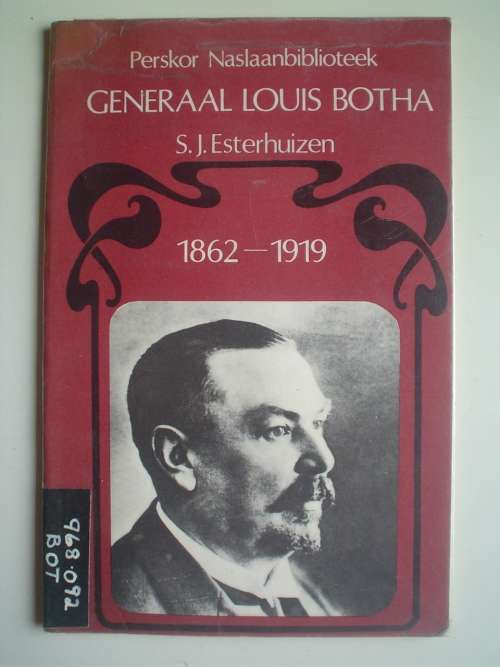 Perskor Naslaanbiblioteek
GENERAAL LOUIS BOTHA
S.J. Esterhuizen
1862–1919
968.092
BOT